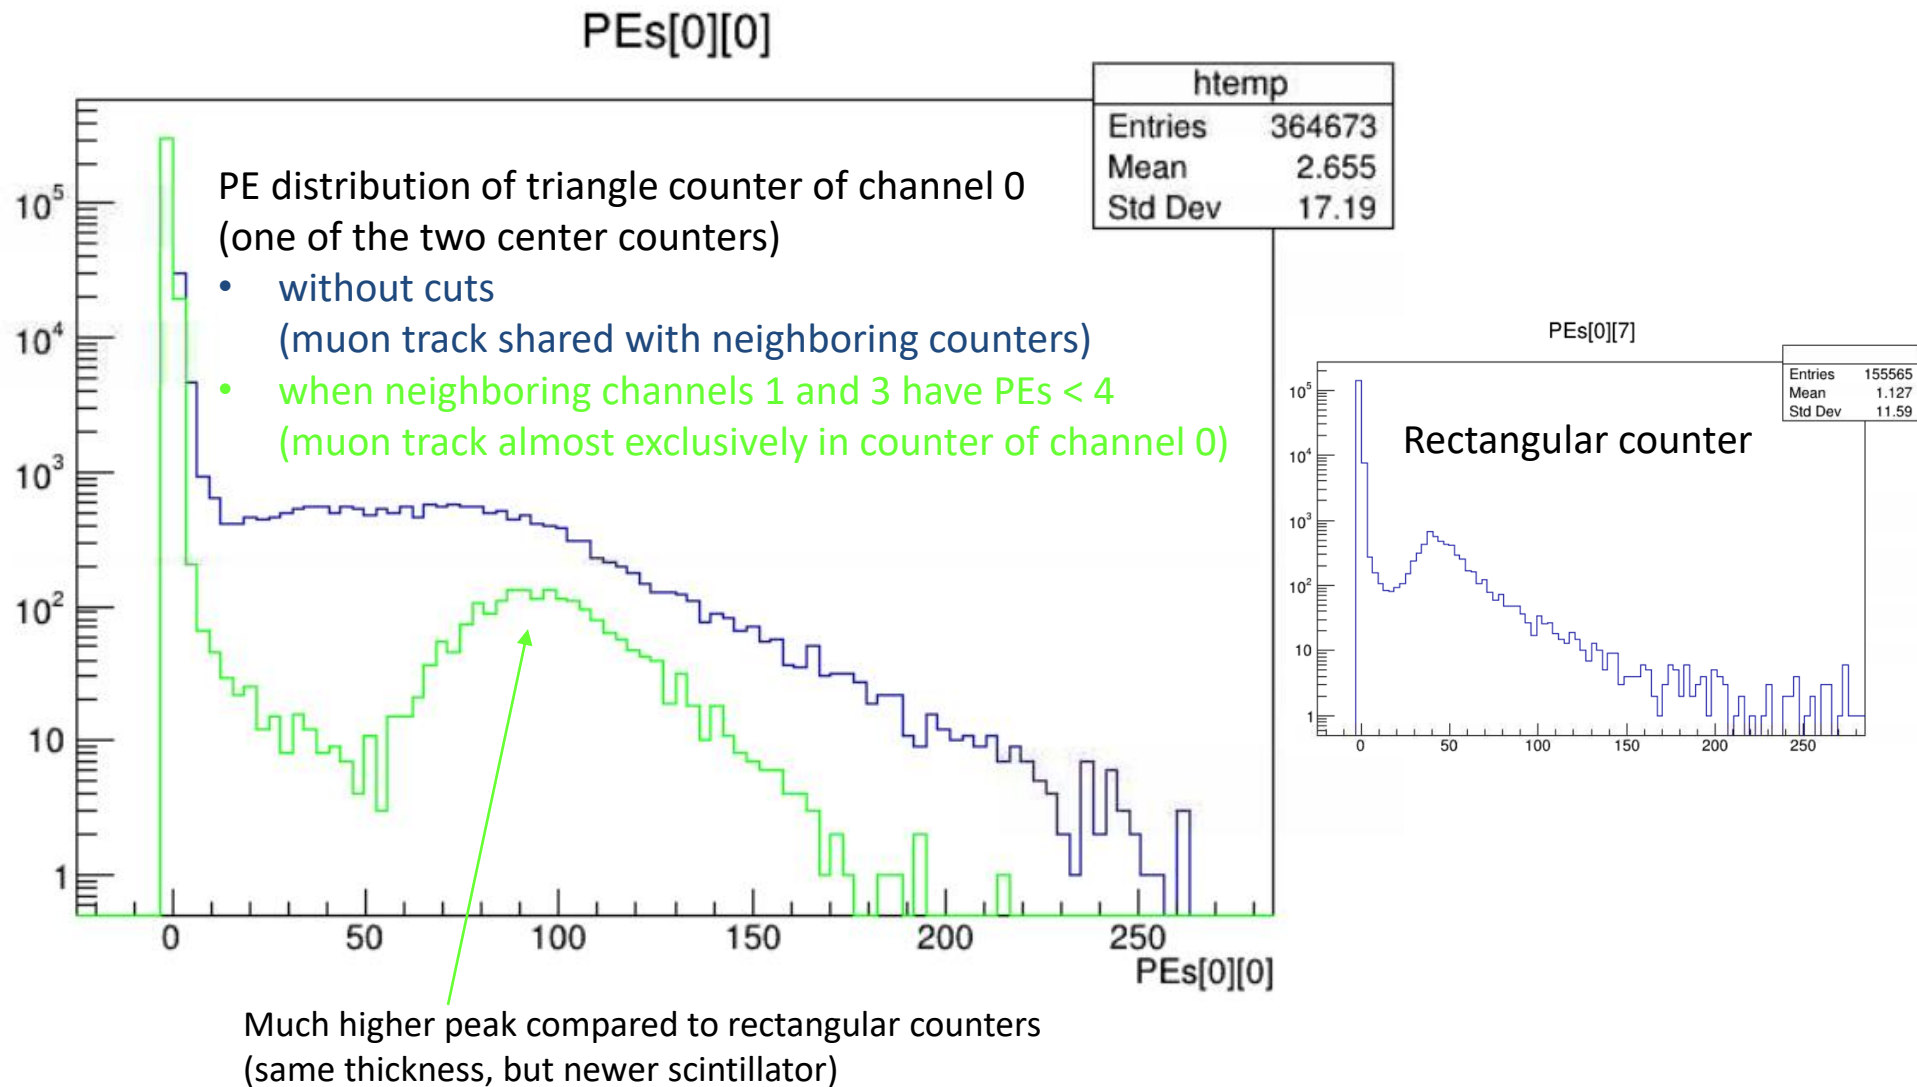 PEs[0][0]
htemp
Entries 364673
Mean 2.655
Std Dev 17.19
PE distribution of triangle counter of channel 0
(one of the two center counters)
• without cuts
(muon track shared with neighboring counters)
• when neighboring channels 1 and 3 have PEs < 4
(muon track almost exclusively in counter of channel 0)
10⁵
10⁴
10³
10²
10
1
0 50 100 150 200 250
PEs[0][0]
Much higher peak compared to rectangular counters
(same thickness, but newer scintillator)
PEs[0][7]
Entries 155565
Mean 1.127
Std Dev 11.59
Rectangular counter
10⁵
10⁴
10³
10²
10
1
0 50 100 150 200 250